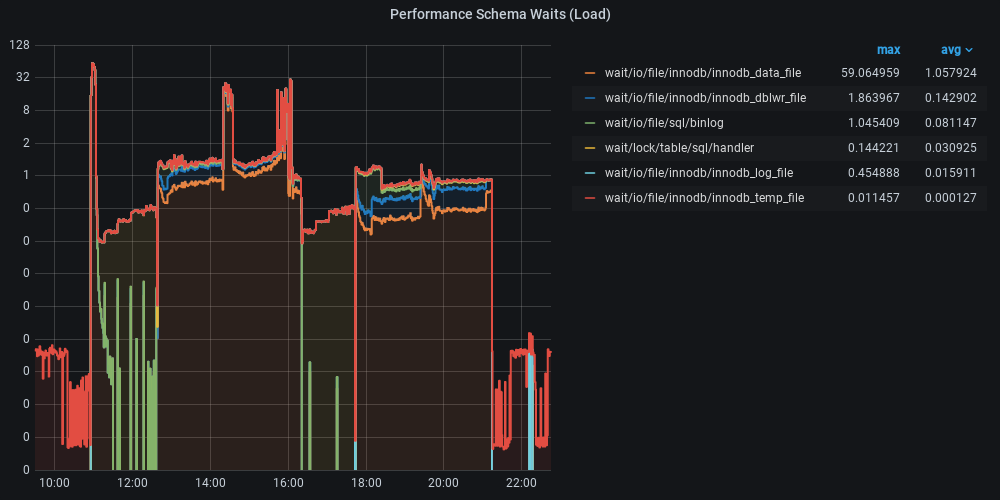 Performance Schema Waits (Load)
128
32
8
2
1
0
0
0
0
0
0
0
0
0
10:00 12:00 14:00 16:00 18:00 20:00 22:00
max avg
wait/io/file/innodb/innodb_data_file 59.064959 1.057924
wait/io/file/innodb/innodb_dblwr_file 1.863967 0.142902
wait/io/file/sql/binlog 1.045409 0.081147
wait/lock/table/sql/handler 0.144221 0.030925
wait/io/file/innodb/innodb_log_file 0.454888 0.015911
wait/io/file/innodb/innodb_temp_file 0.011457 0.000127